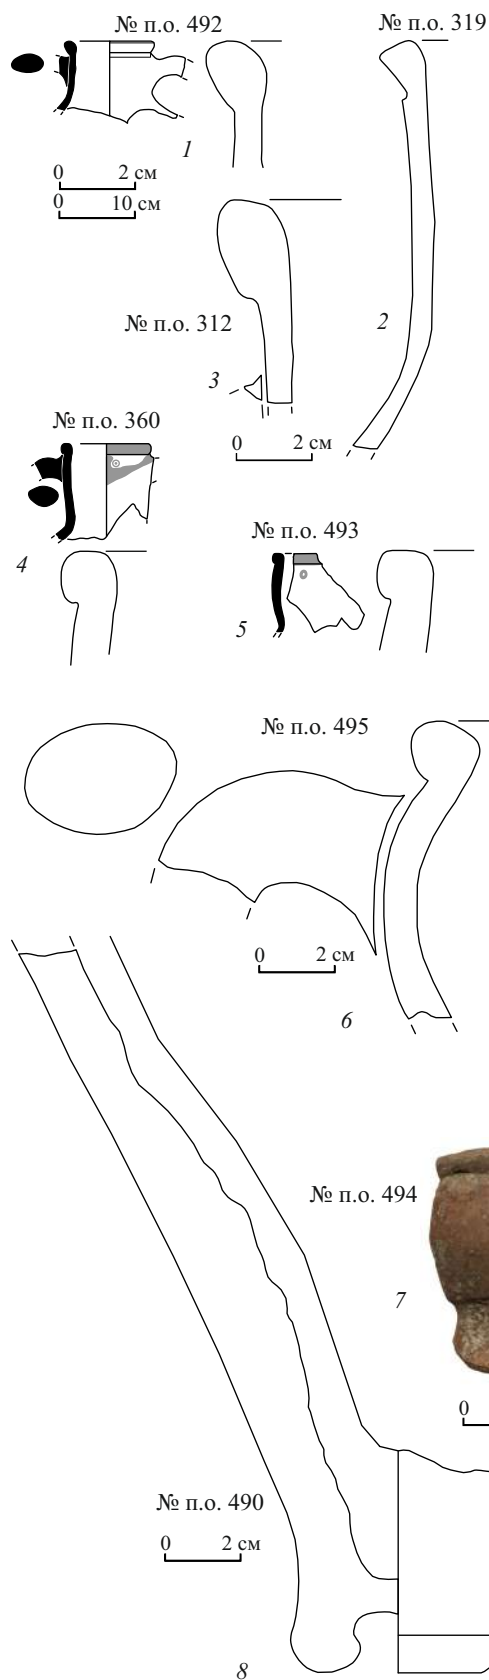 № п.о. 492
№ п.о. 319
1
0 2 см
0 10 см
2
№ п.о. 312
3
0 2 см
№ п.о. 360
4
№ п.о. 493
5
№ п.о. 495
0 2 см
6
№ п.о. 494
7
0
№ п.о. 490
0 2 см
8